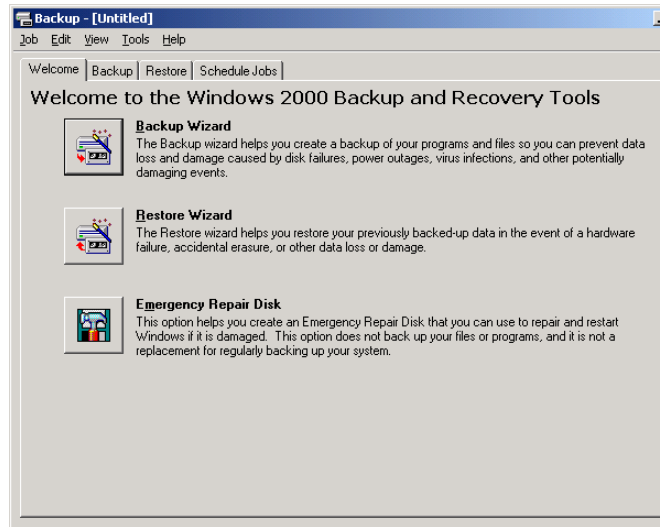 Backup - [Untitled]
Job Edit View Tools Help
Welcome Backup Restore Schedule Jobs
Welcome to the Windows 2000 Backup and Recovery Tools
Backup Wizard
The Backup wizard helps you create a backup of your programs and files so you can prevent data
loss and damage caused by disk failures, power outages, virus infections, and other potentially
damaging events.
Restore Wizard
The Restore wizard helps you restore your previously backed-up data in the event of a hardware
failure, accidental erasure, or other data loss or damage.
Emergency Repair Disk
This option helps you create an Emergency Repair Disk that you can use to repair and restart
Windows if it is damaged. This option does not back up your files or programs, and it is not a
replacement for regularly backing up your system.